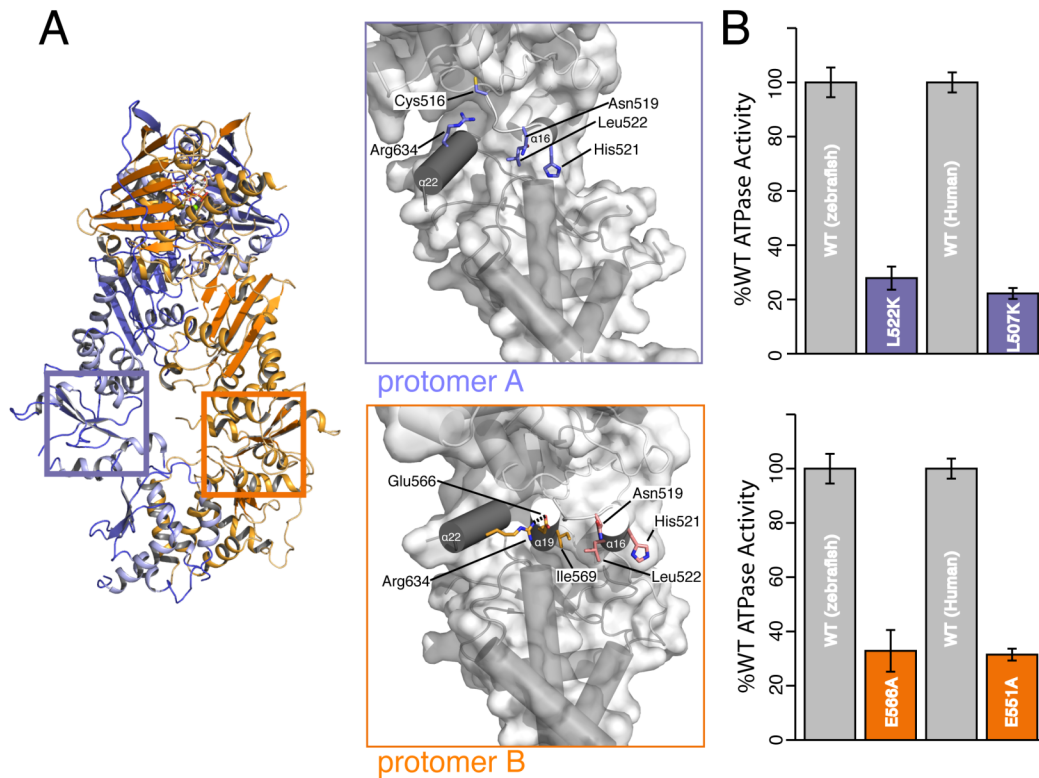 A
Cys516
Asn519
Leu522
Arg634
α16
His521
α22
protomer A
Glu566
Asn519
His521
α22
α19
α16
Arg634
Ile569
Leu522
protomer B
B
%WT ATPase Activity
100
80
60
40
20
0
WT (zebrafish)
L522K
WT (Human)
L507K
%WT ATPase Activity
100
80
60
40
20
0
WT (zebrafish)
E566A
WT (Human)
E551A